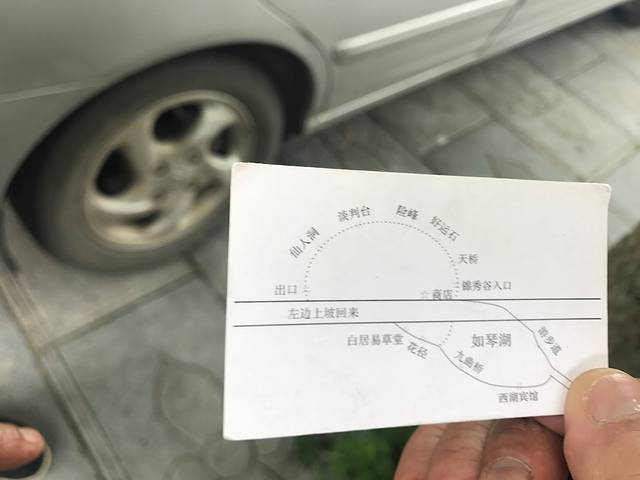 仙人洞
谈判台
险峰
好运石
天桥
锦秀谷入口
出口
☆商店
左边上坡回来
白居易草堂
花径
九曲桥
如琴湖
游步道
西湖宾馆